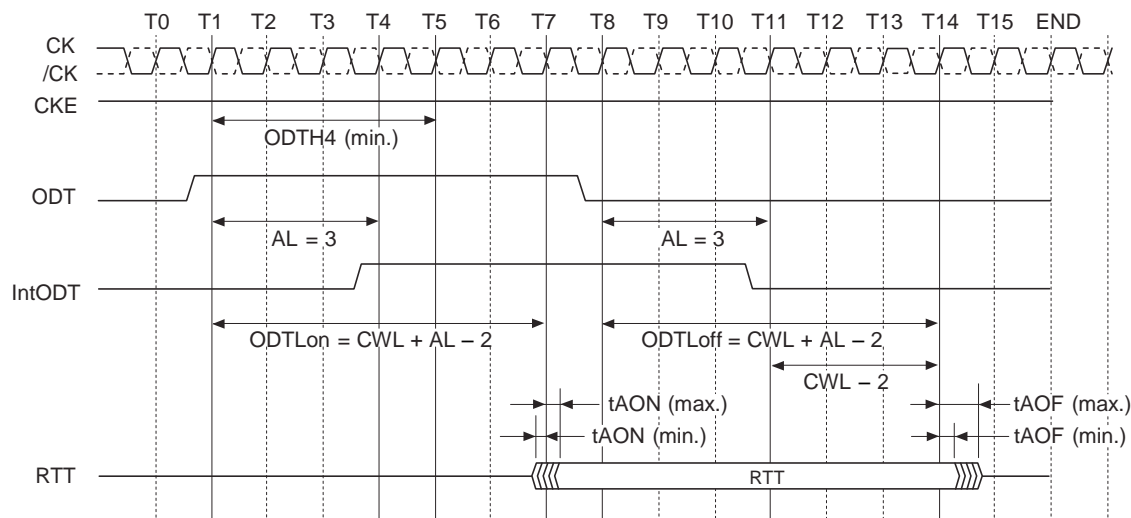 T0 T1 T2 T3 T4 T5 T6 T7 T8 T9 T10 T11 T12 T13 T14 T15 END
CK
/CK
CKE
ODTH4 (min.)
ODT
AL = 3 AL = 3
IntODT
ODTLon = CWL + AL – 2 ODTLoff = CWL + AL – 2
CWL – 2
tAON (max.) tAOF (max.)
tAON (min.) tAOF (min.)
RTT RTT